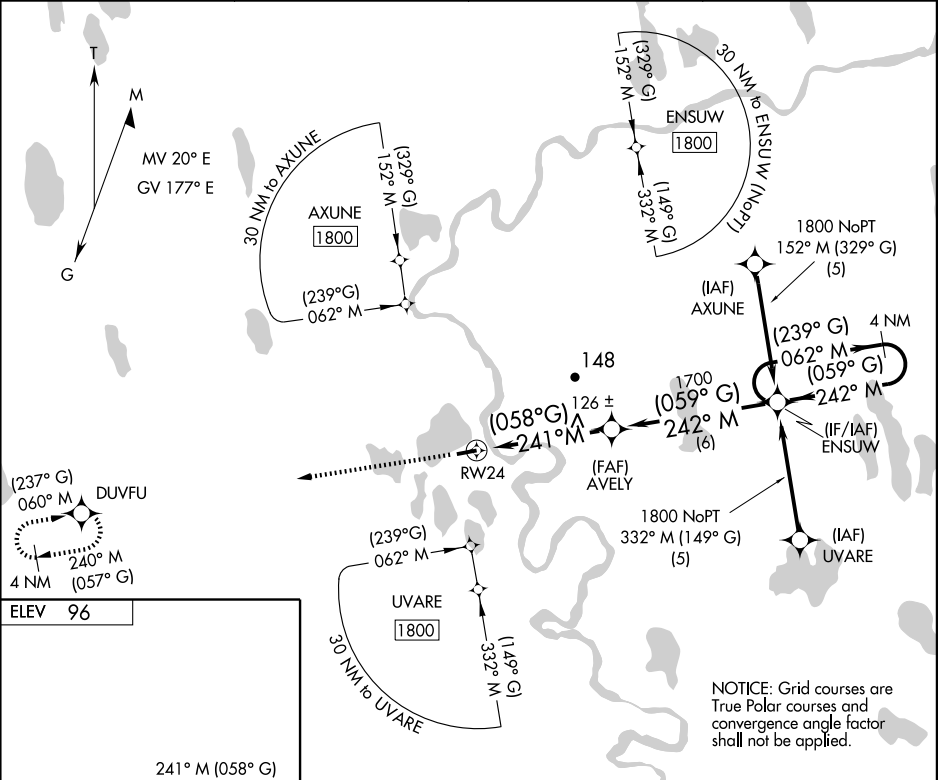 T
M
MV 20° E
GV 177° E
G
30 NM to AXUNE
AXUNE
1800
(329° G)
152° M
(239°G)
062° M
(329° G)
152° M
ENSUW
1800
30 NM to ENSUW (NoPT)
(149° G)
332° M
1800 NoPT
152° M (329° G)
(5)
(IAF)
AXUNE
(239° G)
062° M
4 NM
(059° G)
242° M
(IF/IAF)
ENSUW
148
126 ±
1700
(059° G)
242° M
(6)
(058°G)
241°M
RW24
(FAF)
AVELY
1800 NoPT
332° M (149° G)
(5)
(IAF)
UVARE
(237° G)
060° M
DUVFU
4 NM
240° M
(057° G)
(239°G)
062° M
UVARE
1800
30 NM to UVARE
(149°G)
332° M
ELEV 96
241° M (058° G)
NOTICE: Grid courses are
True Polar courses and
convergence angle factor
shall not be applied.